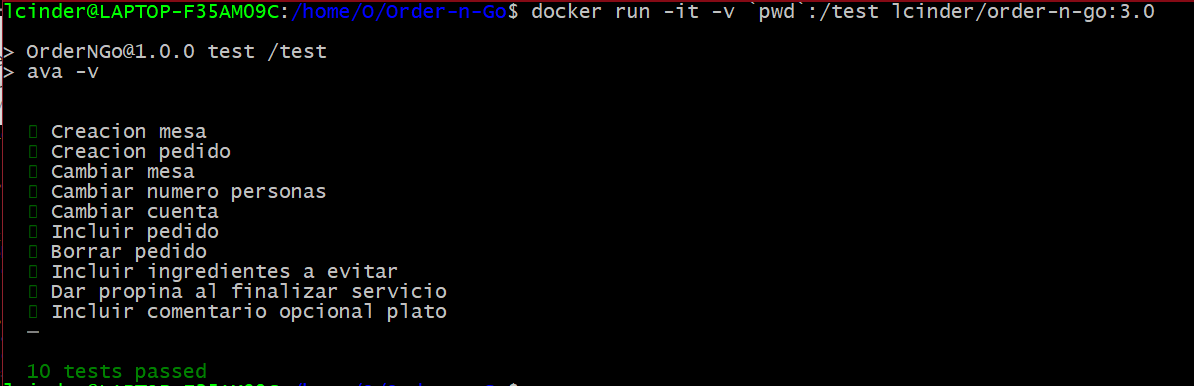 lcinder@LAPTOP-F35AM09C:/home/D/Order-n-Go$ docker run -it -v `pwd`:/test lcinder/order-n-go:3.0
> OrderNGo@1.0.0 test /test
> ava -v
Creacion mesa
Creacion pedido
Cambiar mesa
Cambiar numero personas
Cambiar cuenta
Incluir pedido
Borrar pedido
Incluir ingredientes a evitar
Dar propina al finalizar servicio
Incluir comentario opcional plato
─
10 tests passed